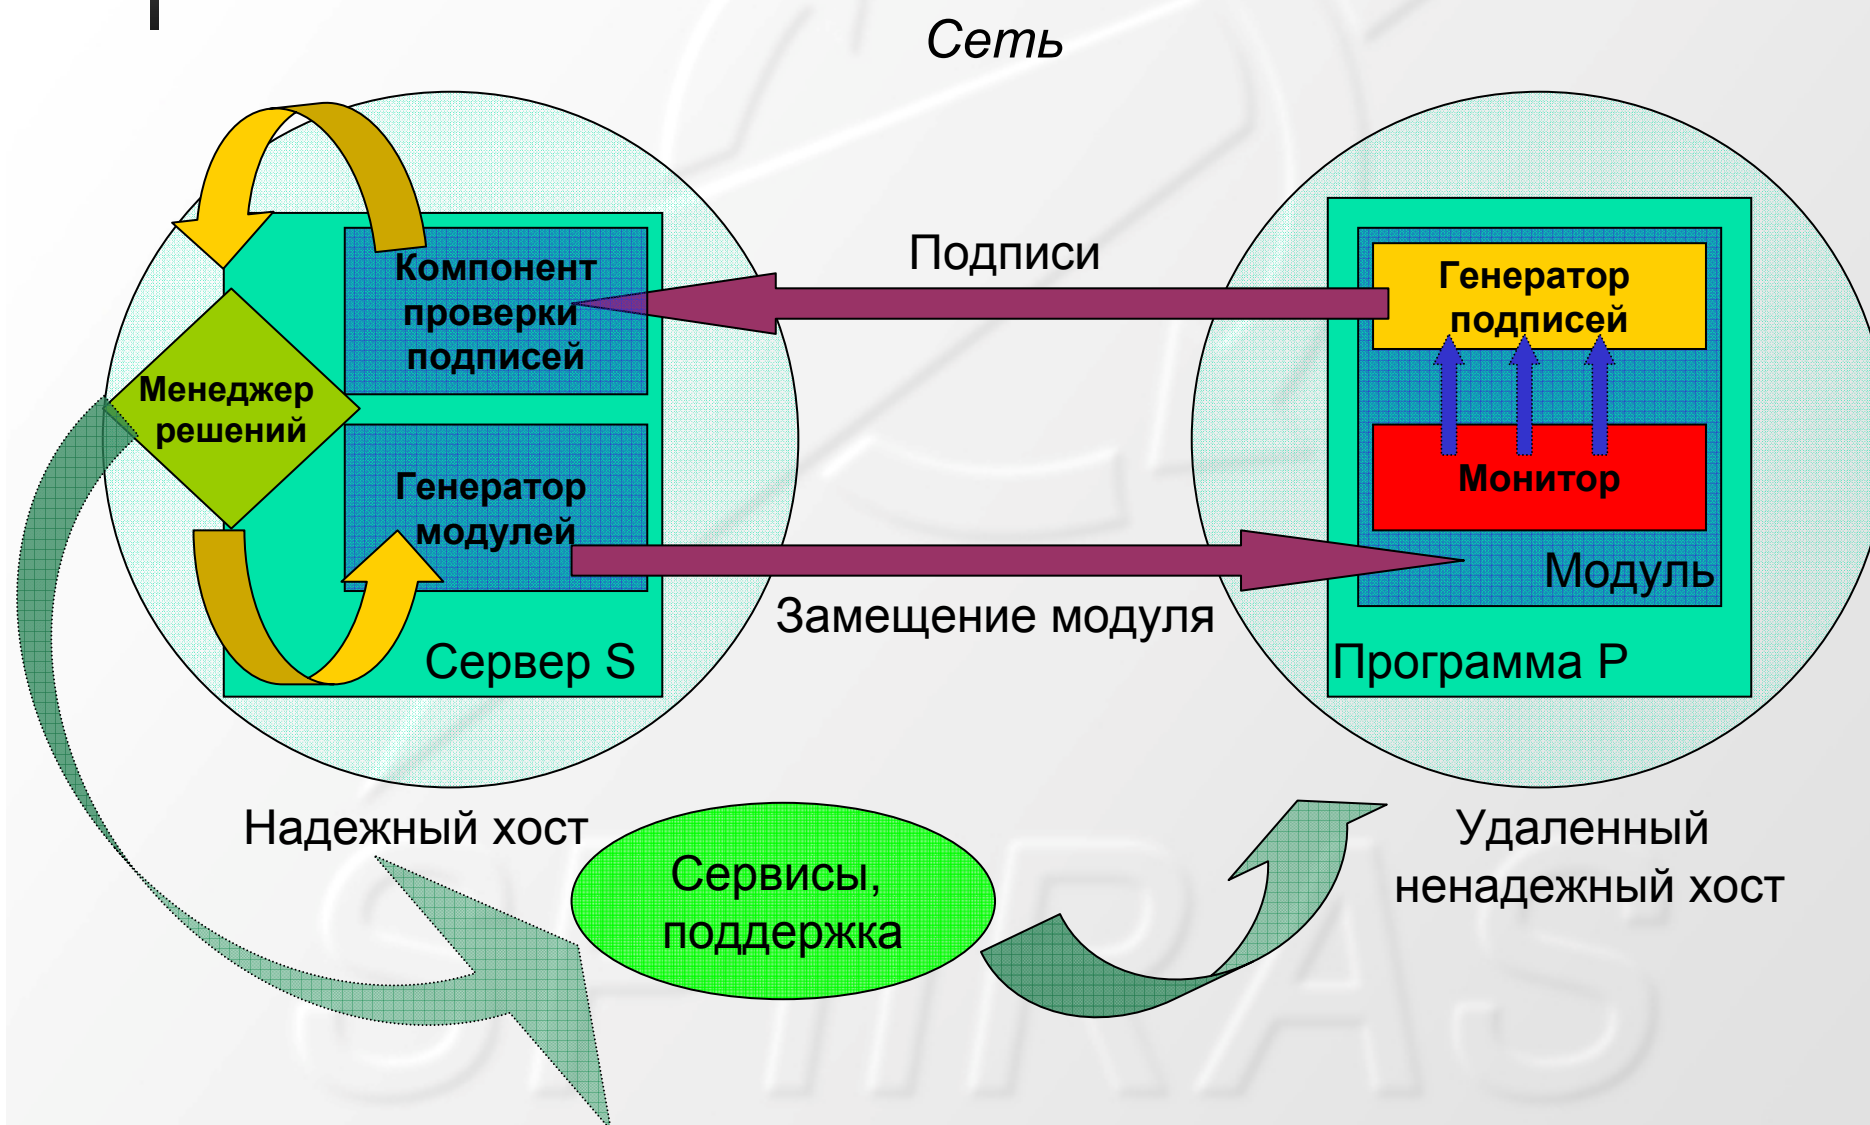 Сеть
Компонент
проверки
подписей
Менеджер
решений
Генератор
модулей
Сервер S
Подписи
Замещение модуля
Генератор
подписей
Монитор
Модуль
Программа P
Надежный хост
Сервисы,
поддержка
Удаленный
ненадежный хост
SPIIRAS